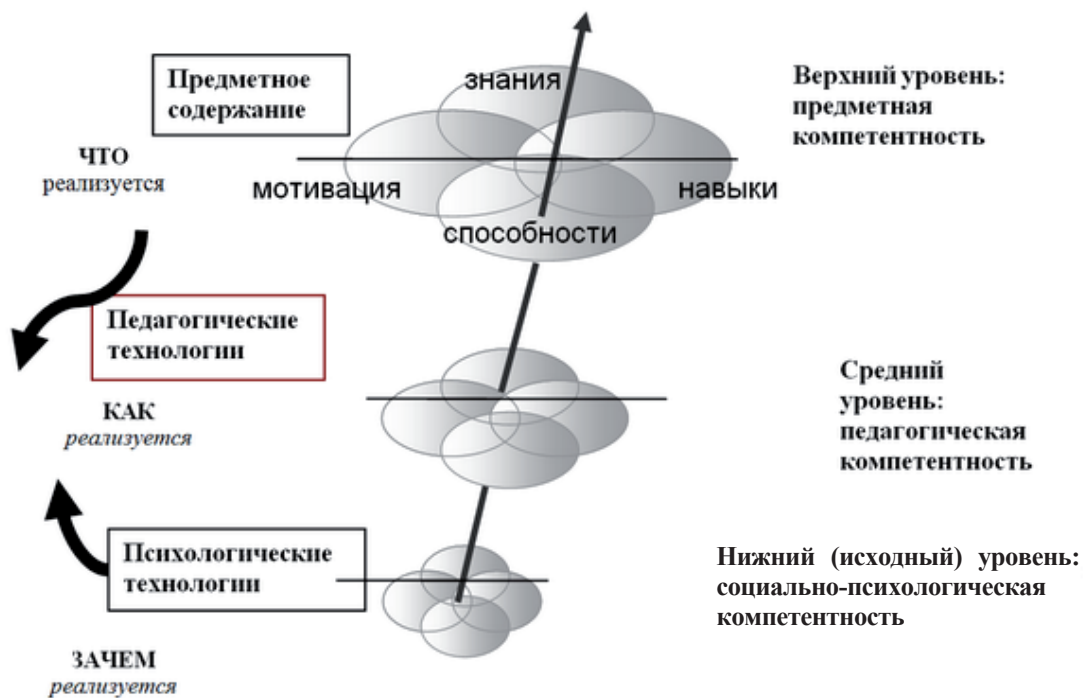 Предметное
содержание
знания
Верхний уровень:
предметная
компетентность
ЧТО
реализуется
мотивация
навыки
способности
Педагогические
технологии
Средний
уровень:
педагогическая
компетентность
КАК
реализуется
Психологические
технологии
Нижний (исходный) уровень:
социально-психологическая
компетентность
ЗАЧЕМ
реализуется